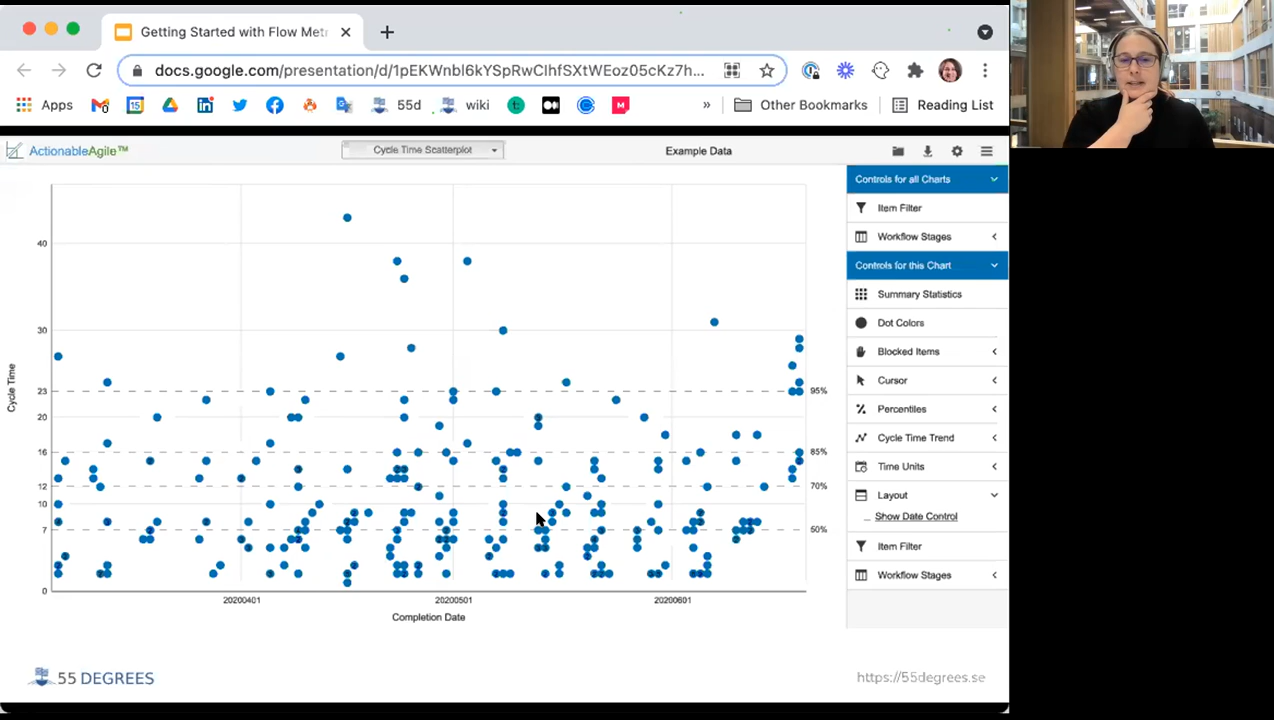 Getting Started with Flow Metr
docs.google.com/presentation/d/1pEKWnbl6kYSpRwClhfSXtWEoz05cKz7h...
Apps
55d
wiki
»
Other Bookmarks
Reading List
ActionableAgile™
Cycle Time Scatterplot
Example Data
Controls for all Charts
Item Filter
Workflow Stages
Controls for this Chart
Summary Statistics
Dot Colors
Blocked Items
Cursor
Percentiles
Cycle Time Trend
Time Units
Layout
Show Date Control
Item Filter
Workflow Stages
Cycle Time
40
30
23
20
16
12
10
7
0
95%
85%
70%
50%
20200401
20200501
20200601
Completion Date
55 DEGREES
https://55degrees.se